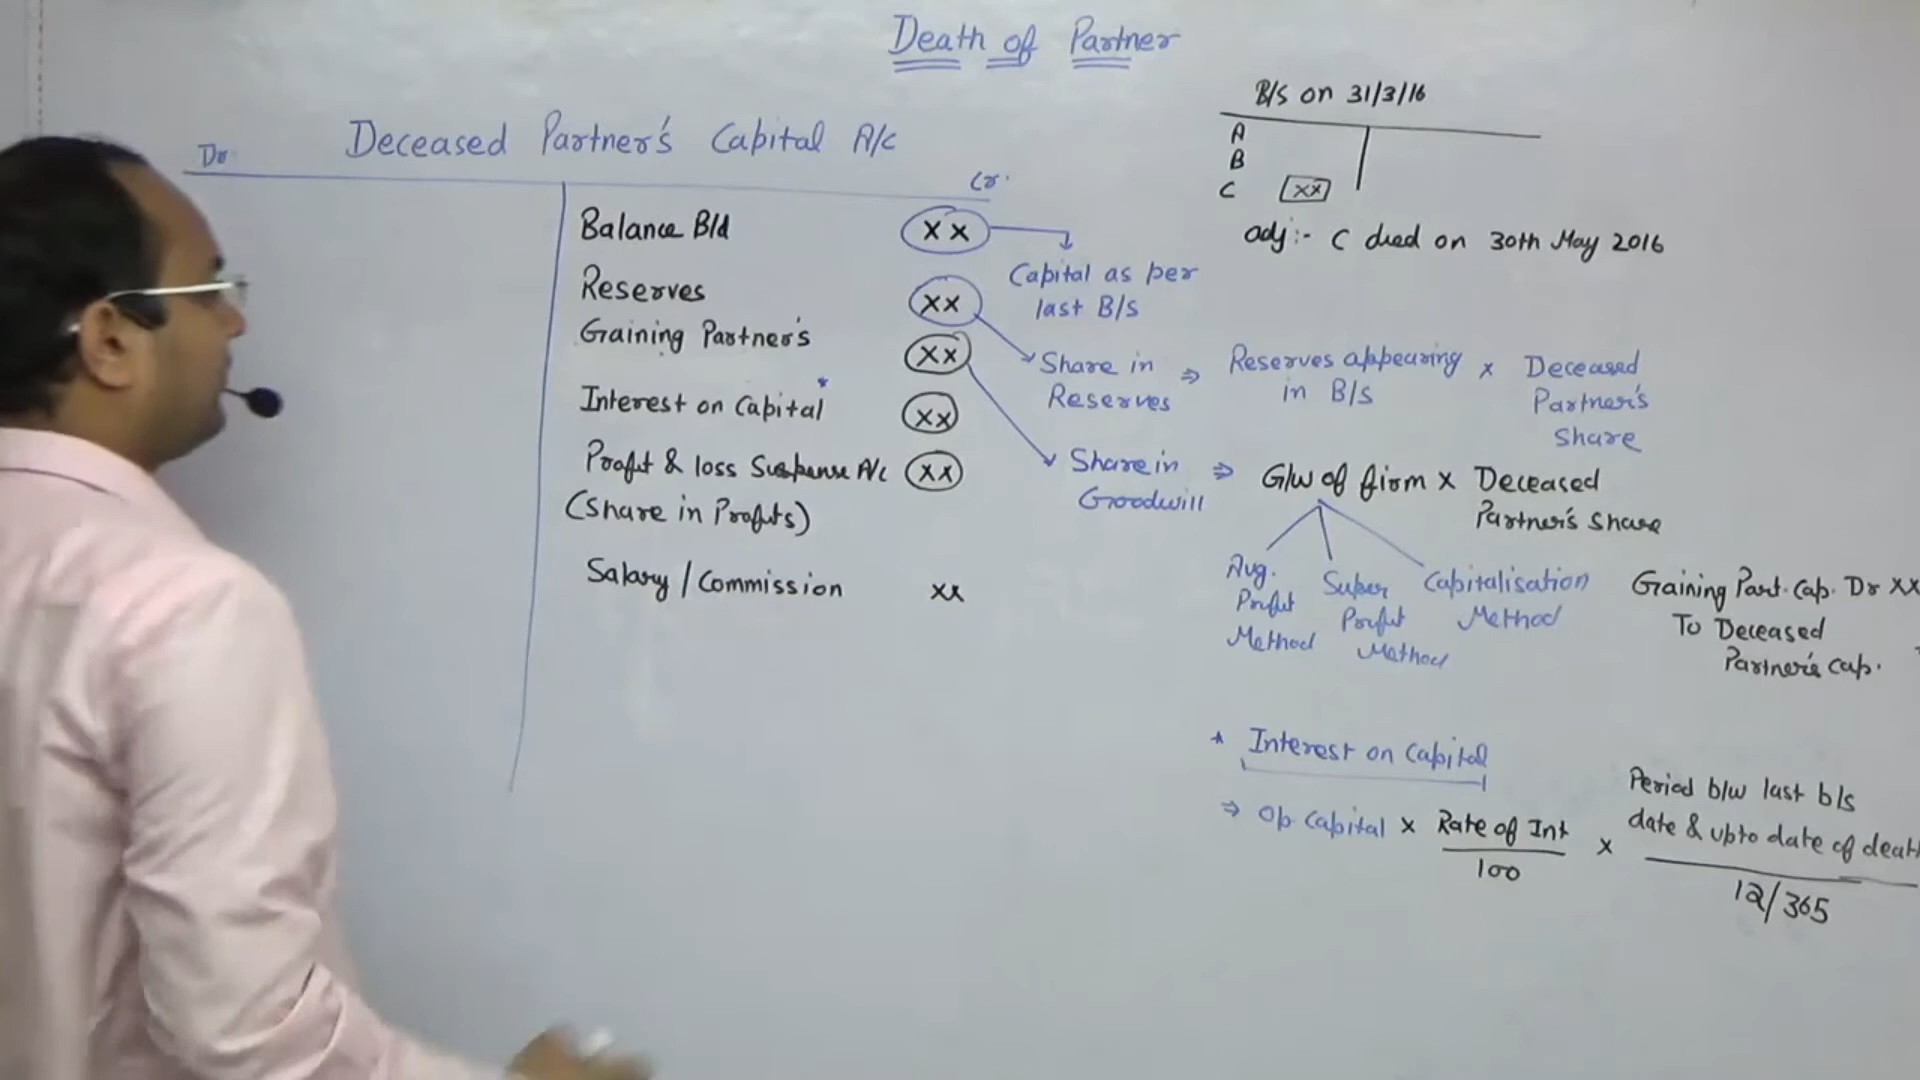 Death of Partner
Deceased Partner's Capital A/c
Dr.
Cr.
Balance B/d xx
Reserves xx
Gaining Partner's xx
Interest on Capital * xx
Profit & loss Suspense A/c xx
(Share in Profits)
Salary / Commission xx
Capital as per
last B/s
Share in
Reserves
⇒ Reserves appearing
in B/s
x Deceased
Partner's
Share
Share in
Goodwill
⇒ G/w of firm x Deceased
Partner's Share
Avg.
Profit
Method
Super
Profit
Method
Capitalisation
Method
B/s on 31/3/16
A
B
C xx
adj:- C died on 30th May 2016
Gaining Part. Cap. Dr xx
To Deceased
Partner's Cap.
* Interest on Capital
⇒ Op. Capital x Rate of Int
100
x Period b/w last b/s
date & upto date of death
12/365